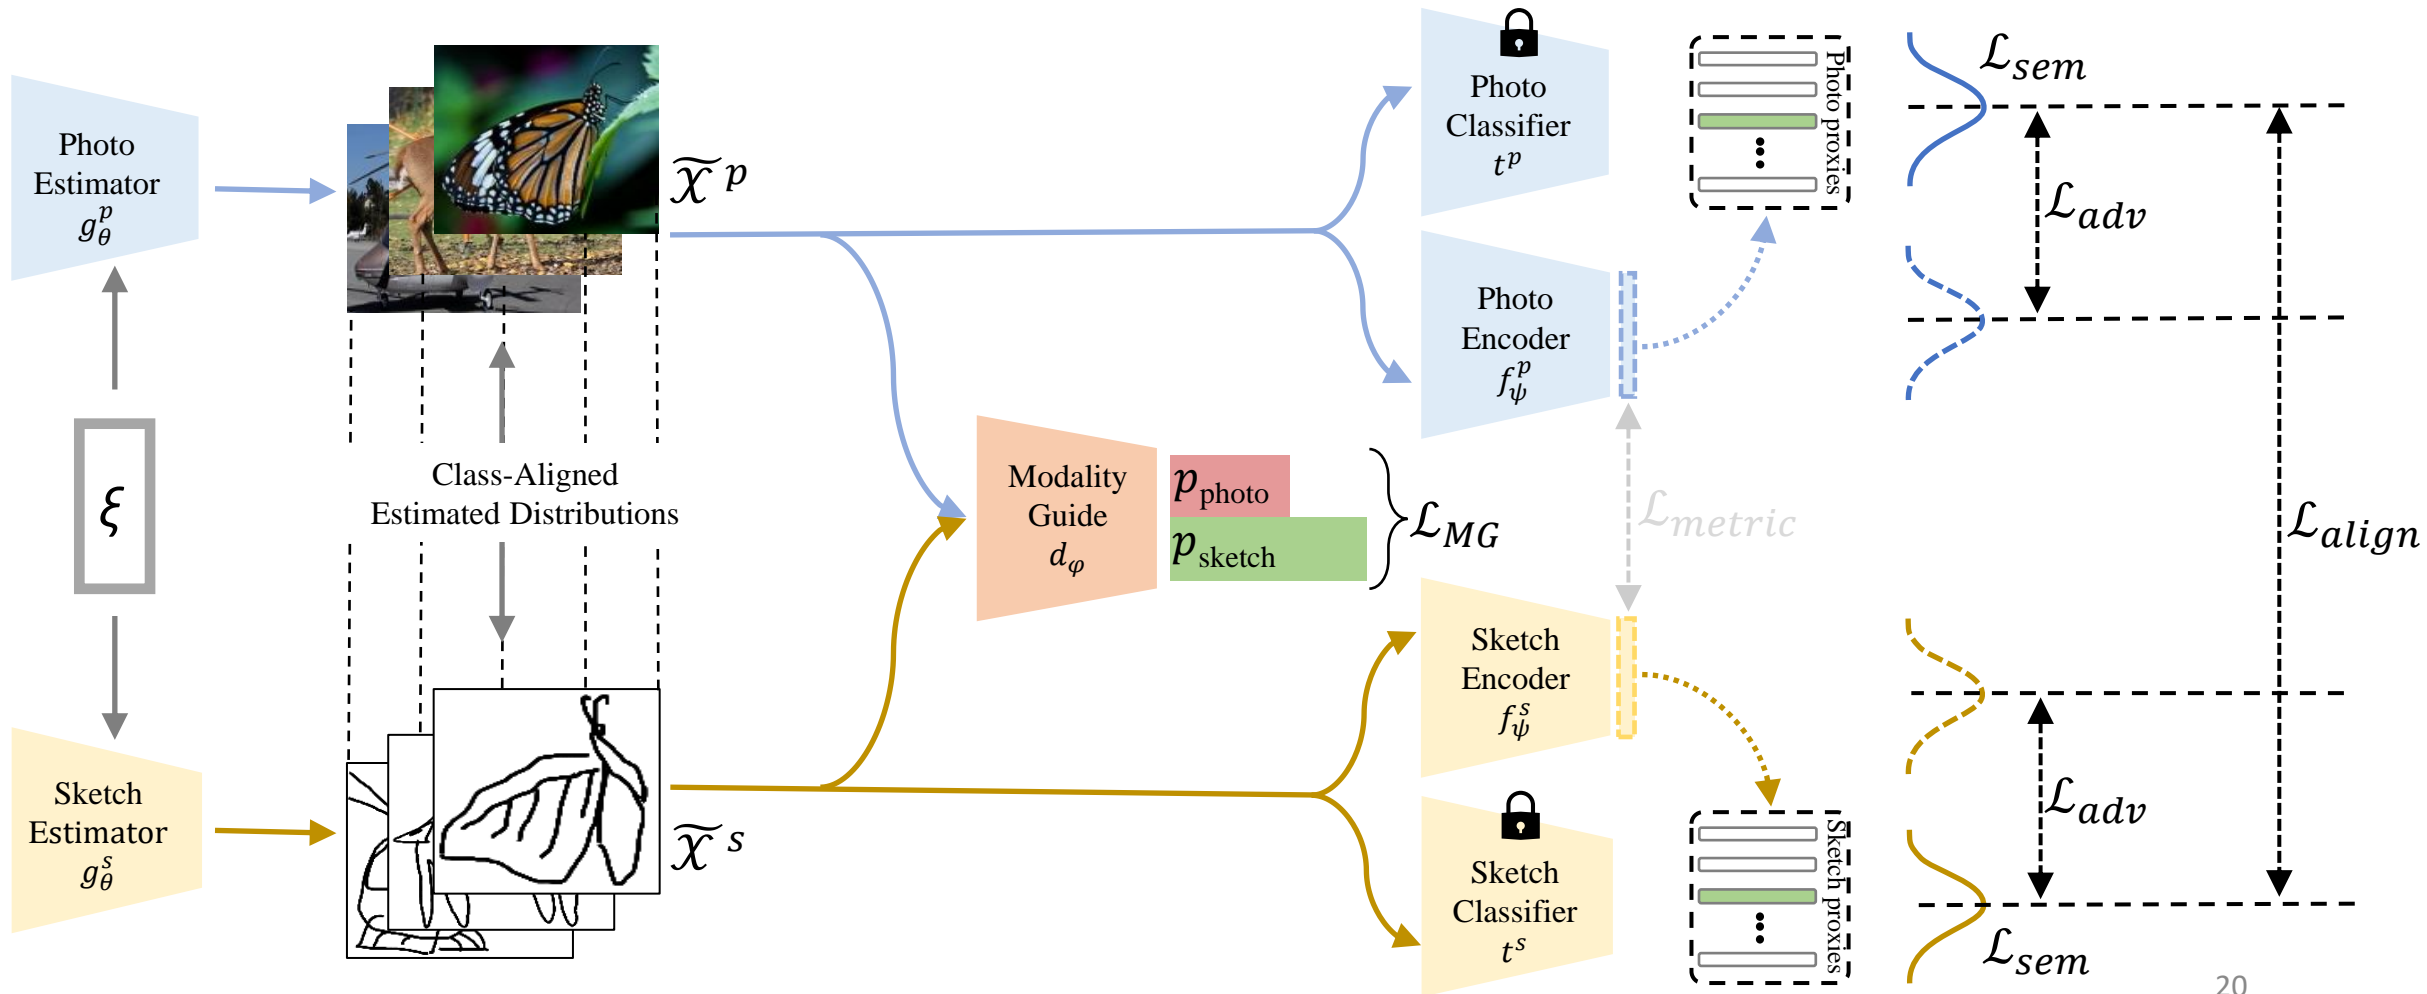 Photo
Estimator
g_θ^p
ξ
Sketch
Estimator
g_θ^s
X̃^p
Class-Aligned
Estimated Distributions
X̃^s
Modality
Guide
d_φ
p_photo
p_sketch
ℒ_MG
Photo
Classifier
t^p
Photo
Encoder
f_ψ^p
ℒ_metric
Sketch
Encoder
f_ψ^s
Sketch
Classifier
t^s
Photo proxies
Sketch proxies
ℒ_sem
ℒ_adv
ℒ_align
ℒ_adv
ℒ_sem
20